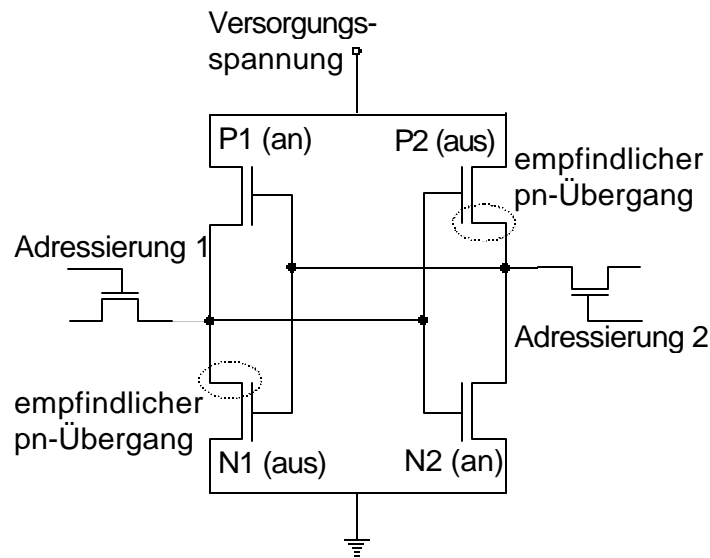 Versorgungs-
spannung
P1 (an)
P2 (aus)
empfindlicher
pn-Übergang
Adressierung 1
Adressierung 2
empfindlicher
pn-Übergang
N1 (aus)
N2 (an)